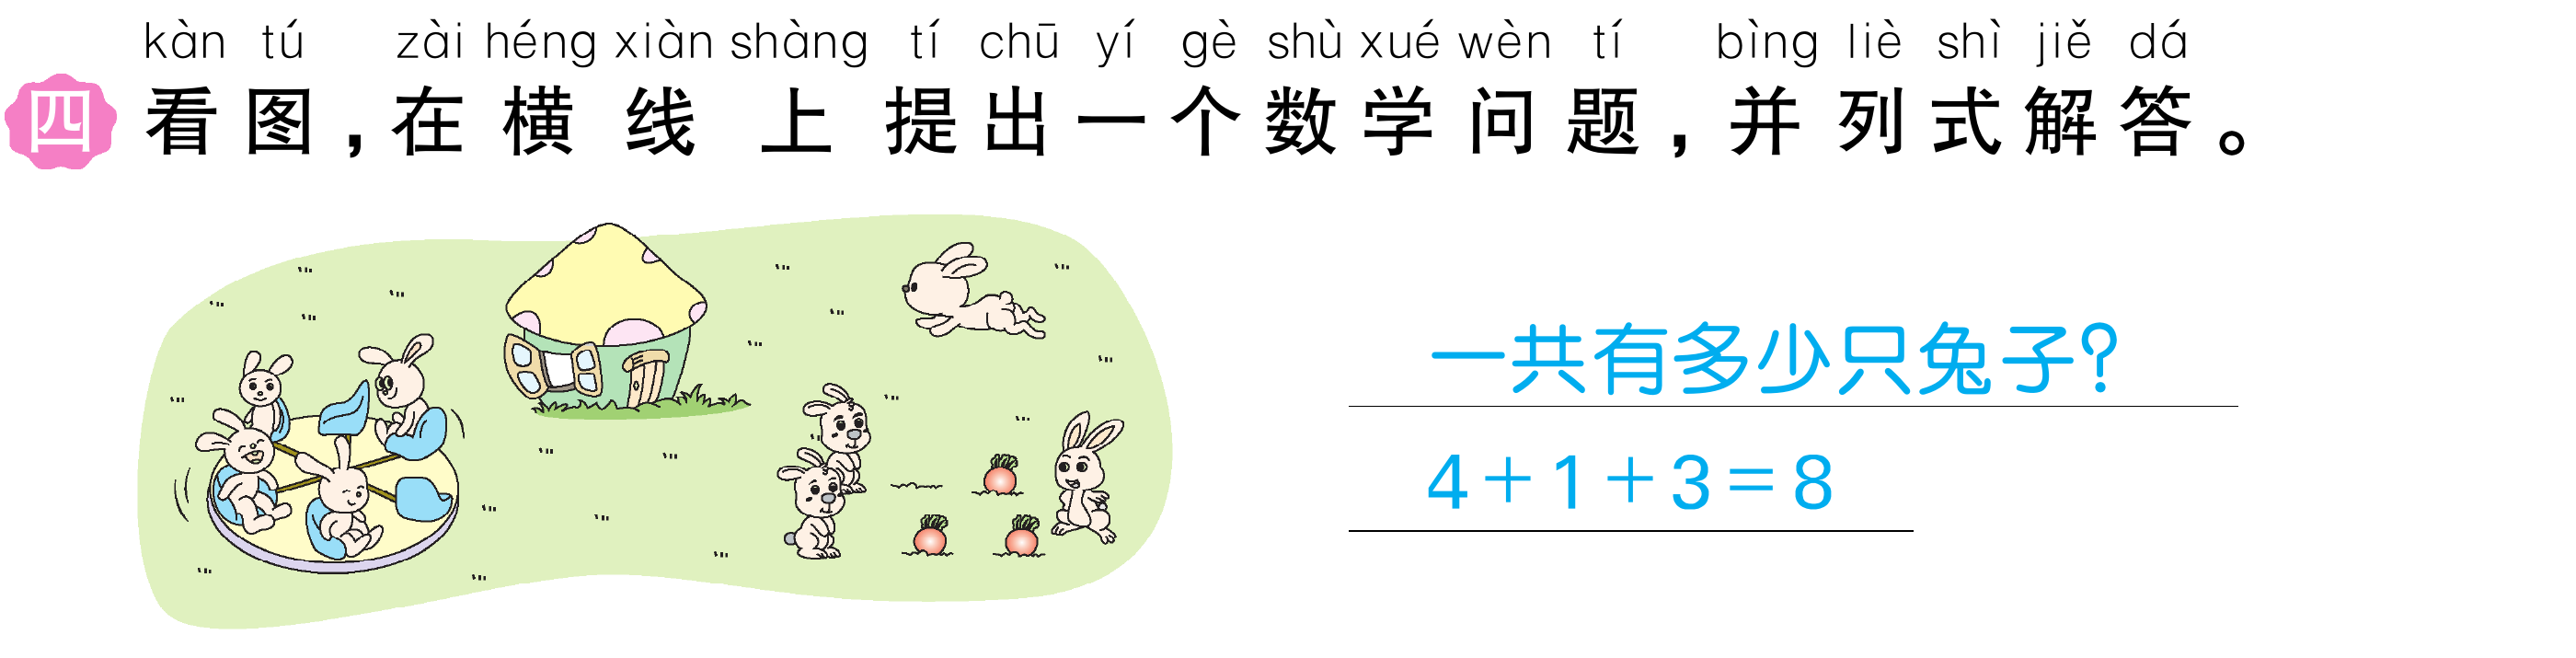 kàn tú zài héng xiàn shàng tí chū yí gè shù xué wèn tí bìng liè shì jiě dá
四 看图,在横线上提出一个数学问题,并列式解答。
一共有多少只兔子?
4+1+3=8